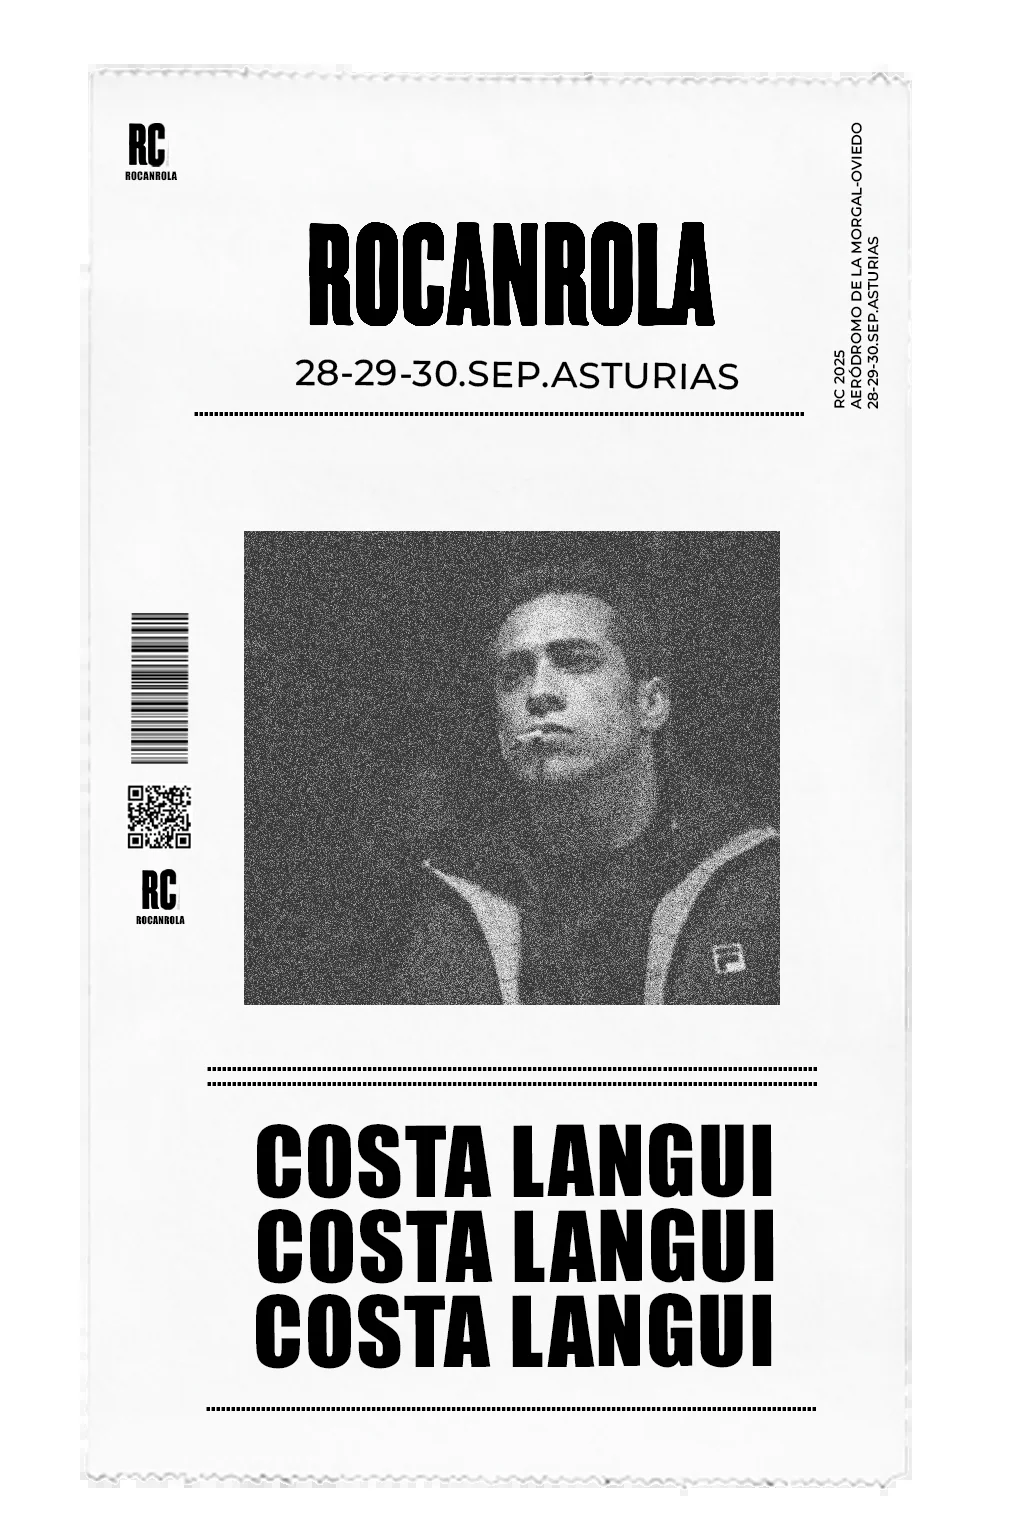 RC
ROCANROLA
ROCANROLA
28-29-30.SEP.ASTURIAS
RC 2025
AERÓDROMO DE LA MORGAL-OVIEDO
28-29-30.SEP.ASTURIAS
RC
ROCANROLA
F
COSTA LANGUI
COSTA LANGUI
COSTA LANGUI